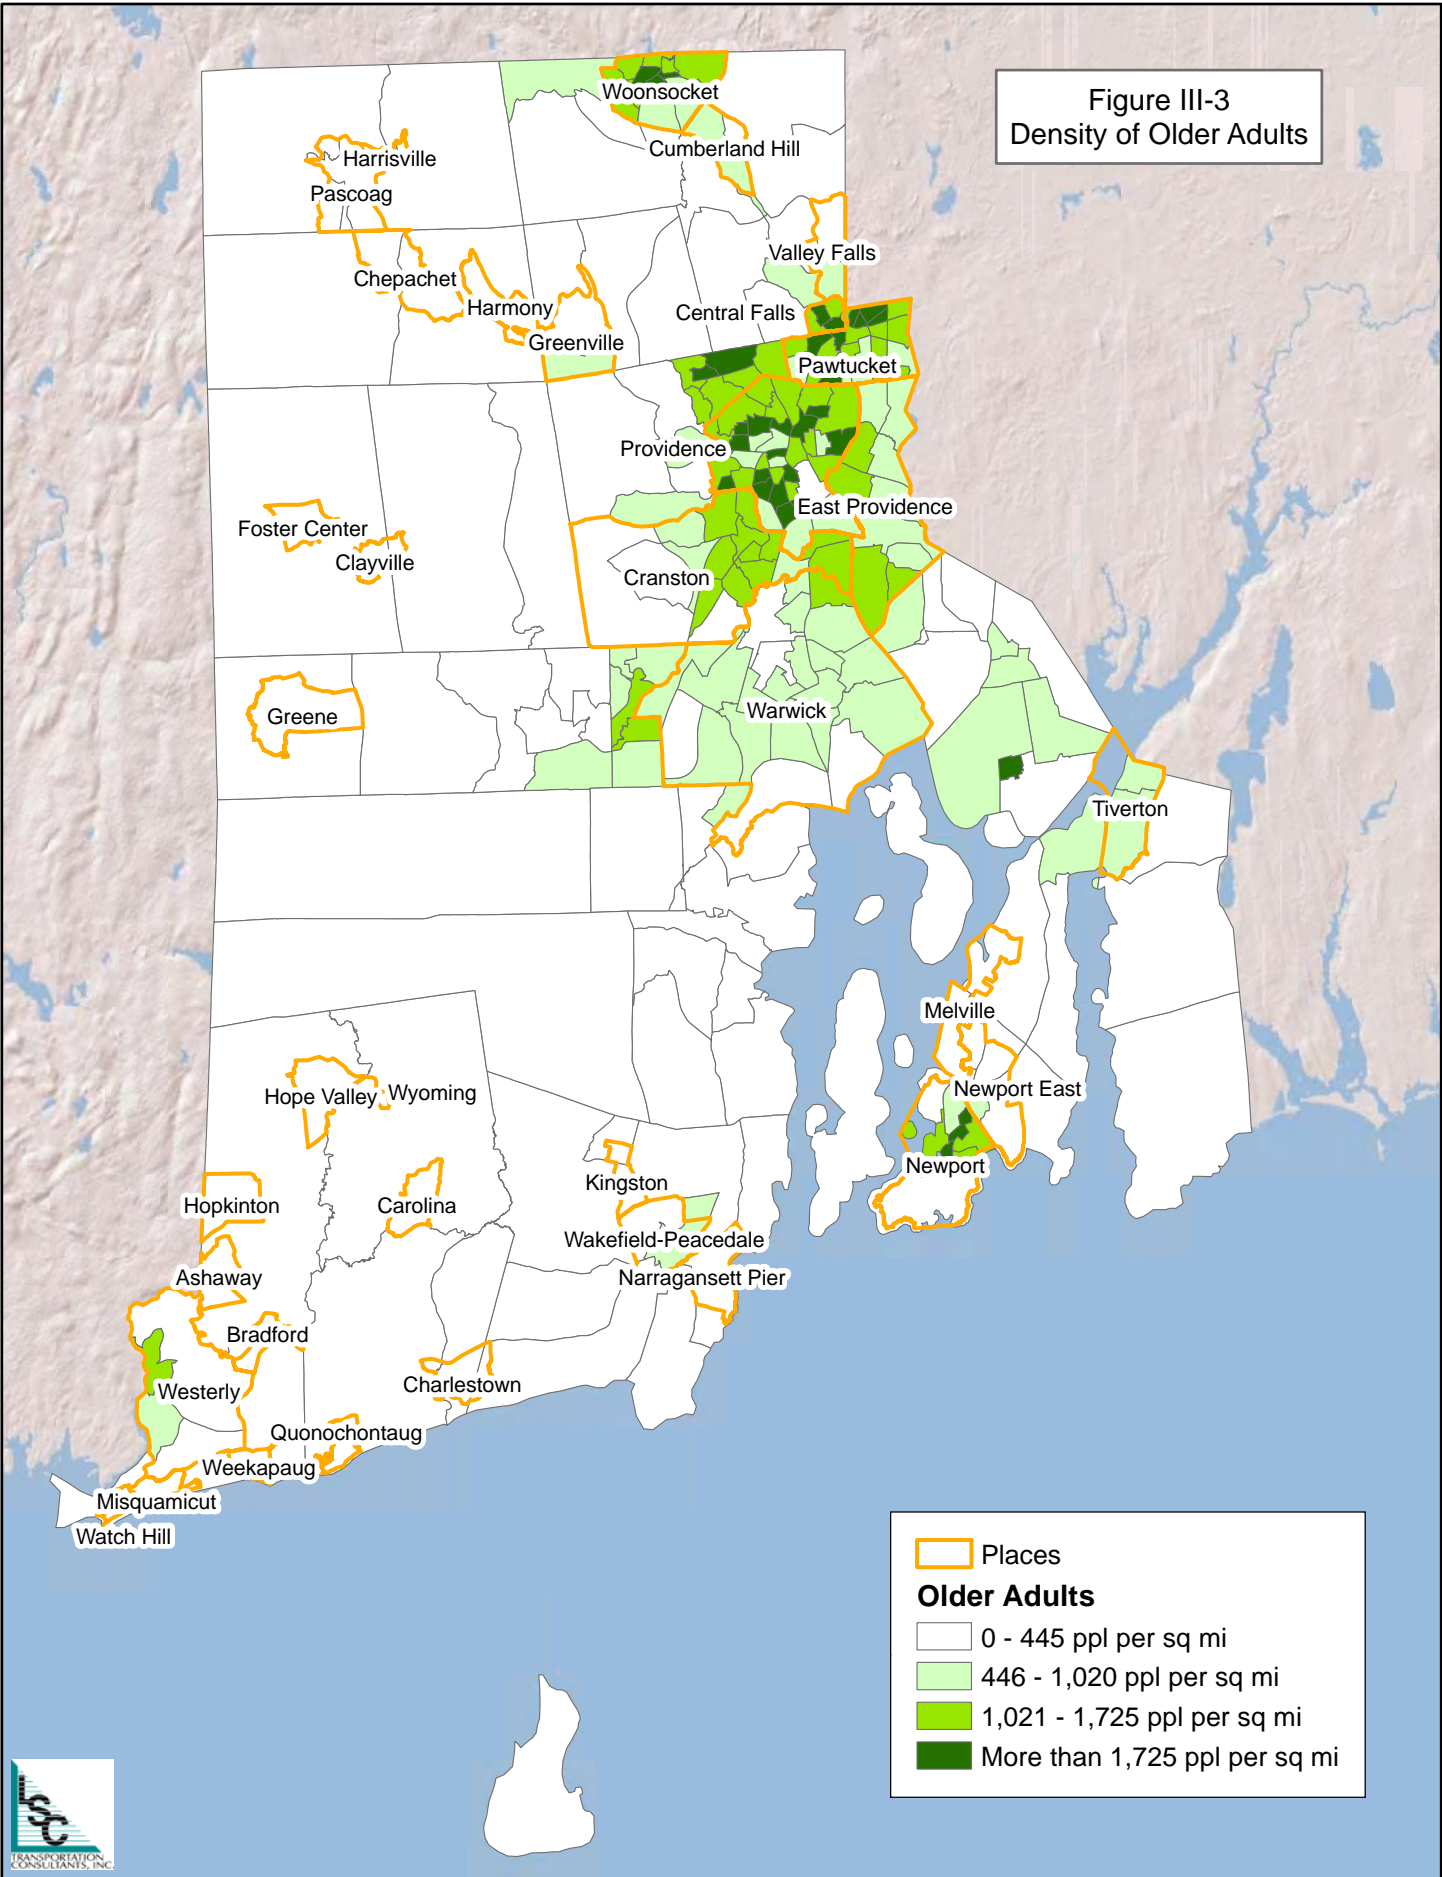 Figure III-3
Density of Older Adults
Woonsocket
Cumberland Hill
Harrisville
Pascoag
Valley Falls
Chepachet
Harmony
Central Falls
Greenville
Pawtucket
Providence
East Providence
Foster Center
Clayville
Cranston
Greene
Warwick
Tiverton
Melville
Newport East
Hope Valley
Wyoming
Newport
Kingston
Hopkinton
Carolina
Wakefield-Peacedale
Ashaway
Narragansett Pier
Bradford
Westerly
Charlestown
Quonochontaug
Weekapaug
Misquamicut
Watch Hill
Places
Older Adults
0 - 445 ppl per sq mi
446 - 1,020 ppl per sq mi
1,021 - 1,725 ppl per sq mi
More than 1,725 ppl per sq mi
LSC
TRANSPORTATION
CONSULTANTS, INC.